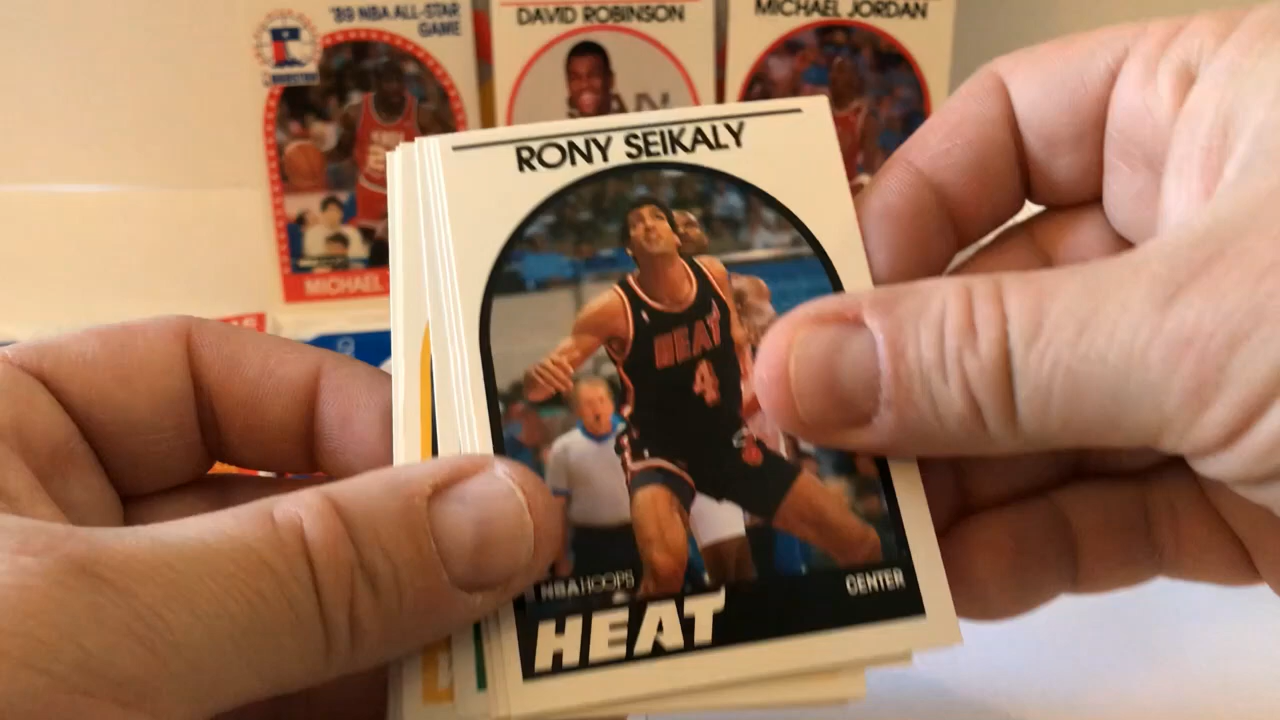 '89 NBA ALL-STAR
GAME
DAVID ROBINSON
MICHAEL JORDAN
MICHAEL
RONY SEIKALY
HEAT
4
NBA HOOPS
CENTER
HEAT